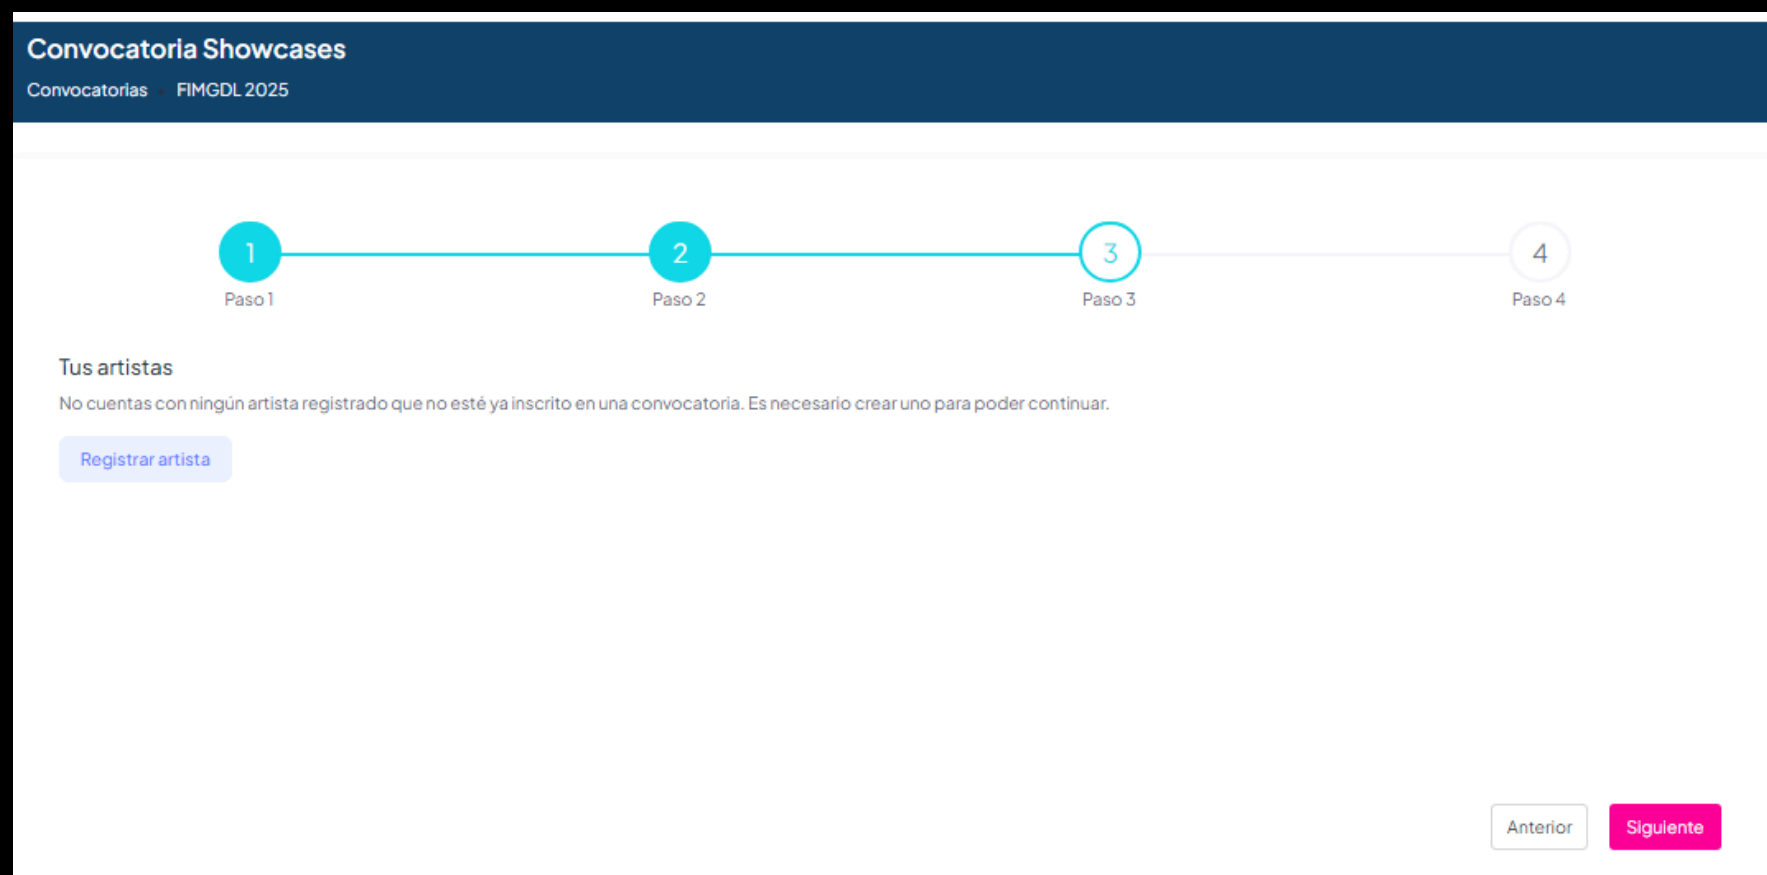 Convocatoria Showcases
Convocatorias • FIMGDL 2025
1
2
3
4
Paso 1
Paso 2
Paso 3
Paso 4
Tus artistas
No cuentas con ningún artista registrado que no esté ya inscrito en una convocatoria. Es necesario crear uno para poder continuar.
Registrar artista
Anterior
Siguiente